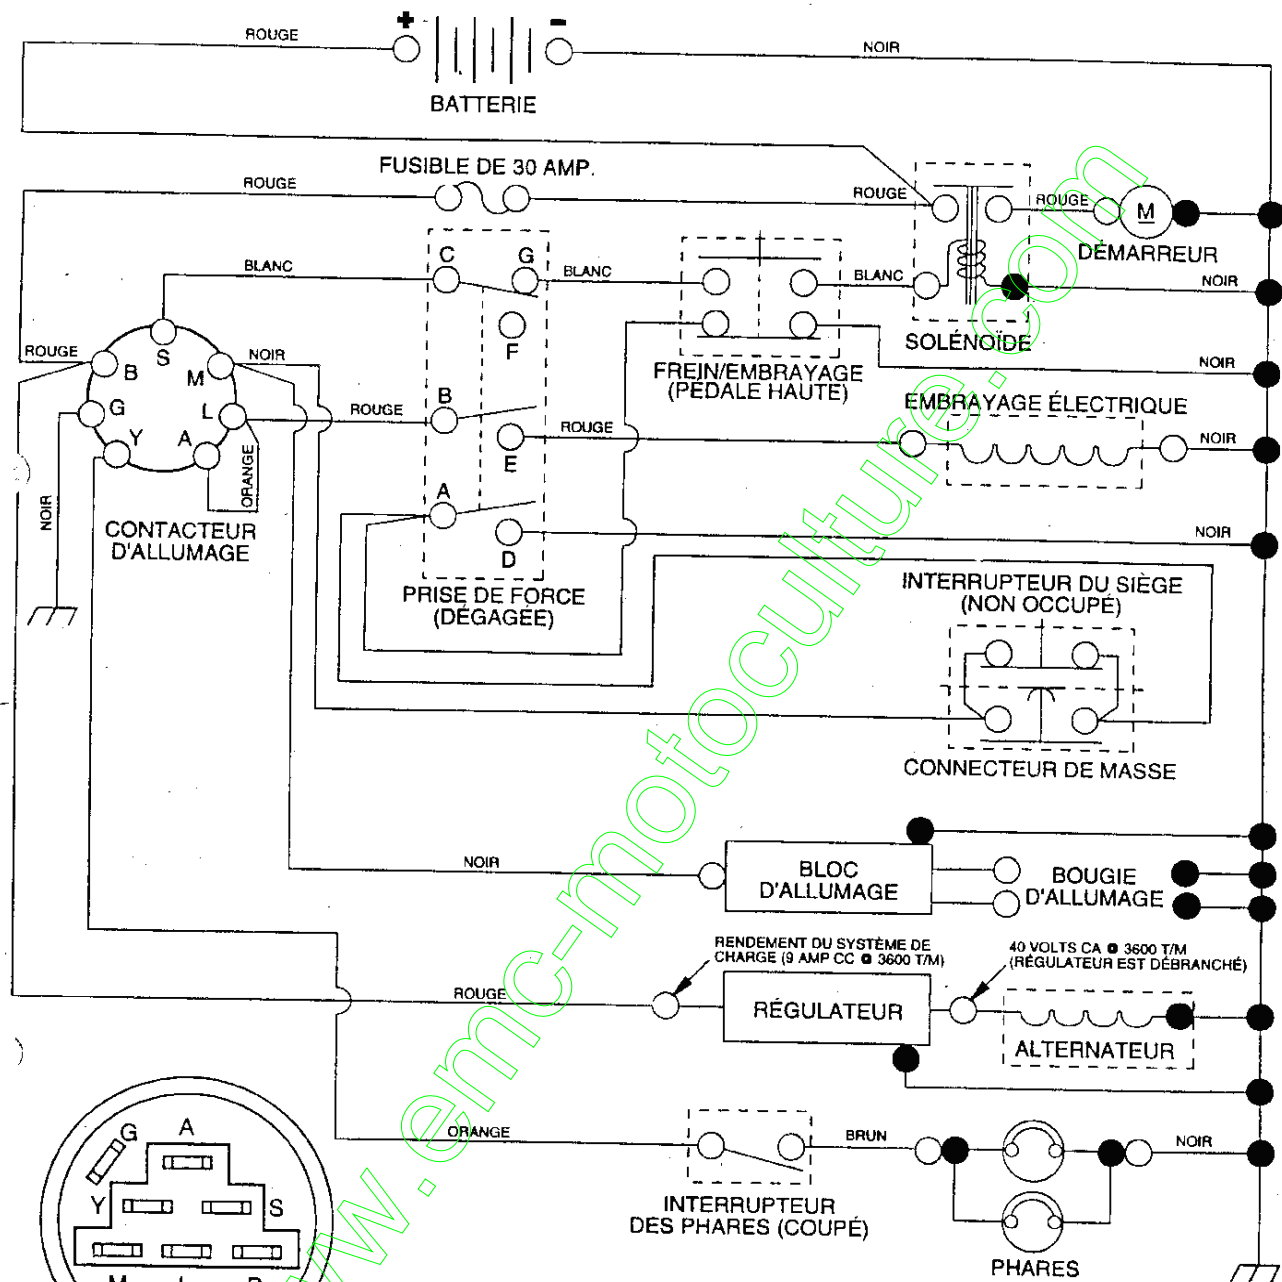 +
-
ROUGE
NOIR
BATTERIE
FUSIBLE DE 30 AMP.
ROUGE
ROUGE
ROUGE
M
DÉMARREUR
BLANC
C
G
BLANC
BLANC
NOIR
SOLÉNOÏDE
F
FREIN/EMBRAYAGE
(PÉDALE HAUTE)
NOIR
ROUGE
B
S
M
NOIR
G
L
Y
A
ORANGE
NOIR
CONTACTEUR
D'ALLUMAGE
ROUGE
B
E
ROUGE
EMBRAYAGE ÉLECTRIQUE
NOIR
A
D
NOIR
PRISE DE FORCE
(DÉGAGÉE)
INTERRUPTEUR DU SIÈGE
(NON OCCUPÉ)
CONNECTEUR DE MASSE
NOIR
BLOC
D'ALLUMAGE
BOUGIE
D'ALLUMAGE
RENDEMENT DU SYSTÈME DE
CHARGE (9 AMP CC @ 3600 T/M)
40 VOLTS CA @ 3600 T/M
(RÉGULATEUR EST DÉBRANCHÉ)
ROUGE
RÉGULATEUR
ALTERNATEUR
ORANGE
BRUN
NOIR
INTERRUPTEUR
DES PHARES (COUPÉ)
PHARES
G
A
Y
S
M
L
B
www.emc-motoculture.com